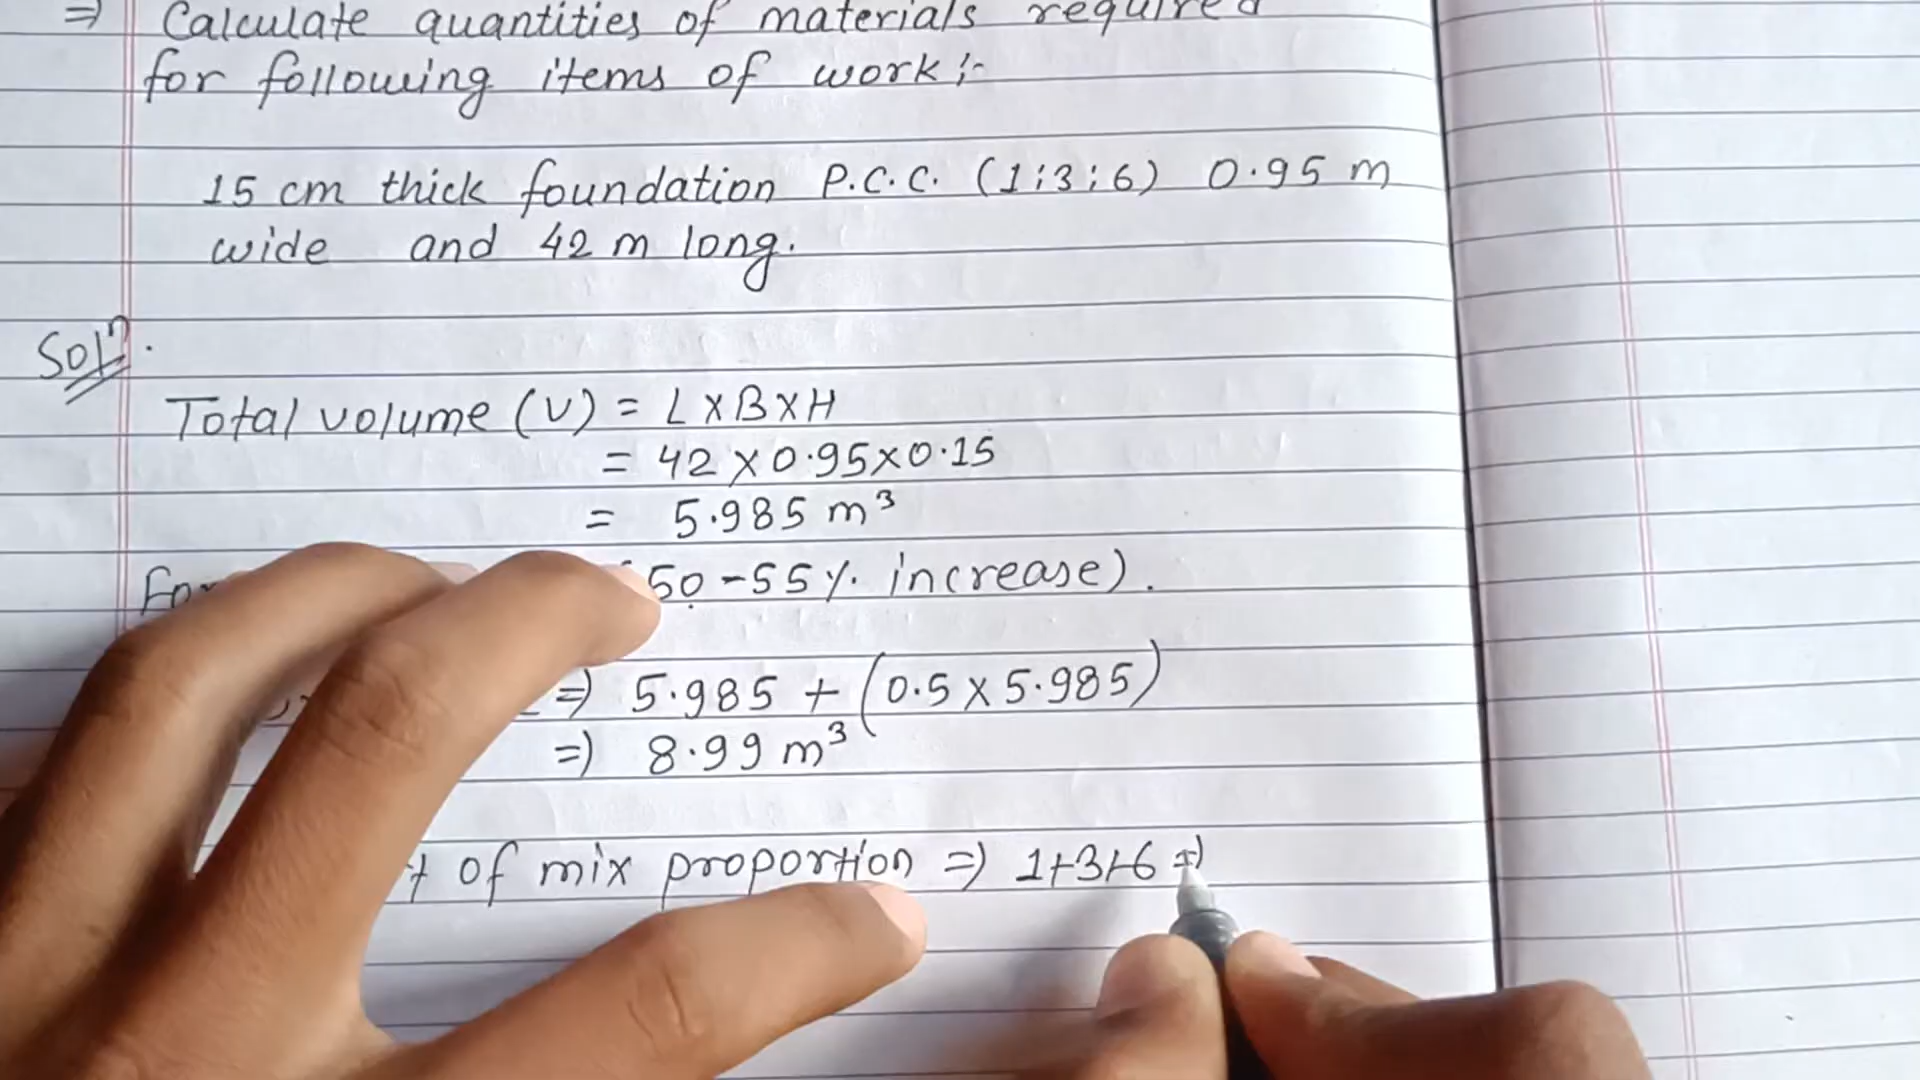 ⇒ Calculate quantities of materials required
for following items of work:-
15 cm thick foundation P.C.C. (1:3:6) 0.95 m
wide and 42 m long.
Solⁿ.
Total volume (V) = L×B×H
= 42×0.95×0.15
= 5.985 m³
50-55% increase).
⇒ 5.985 + (0.5×5.985)
⇒ 8.99 m³
of mix proportion ⇒ 1+3+6 ⇒